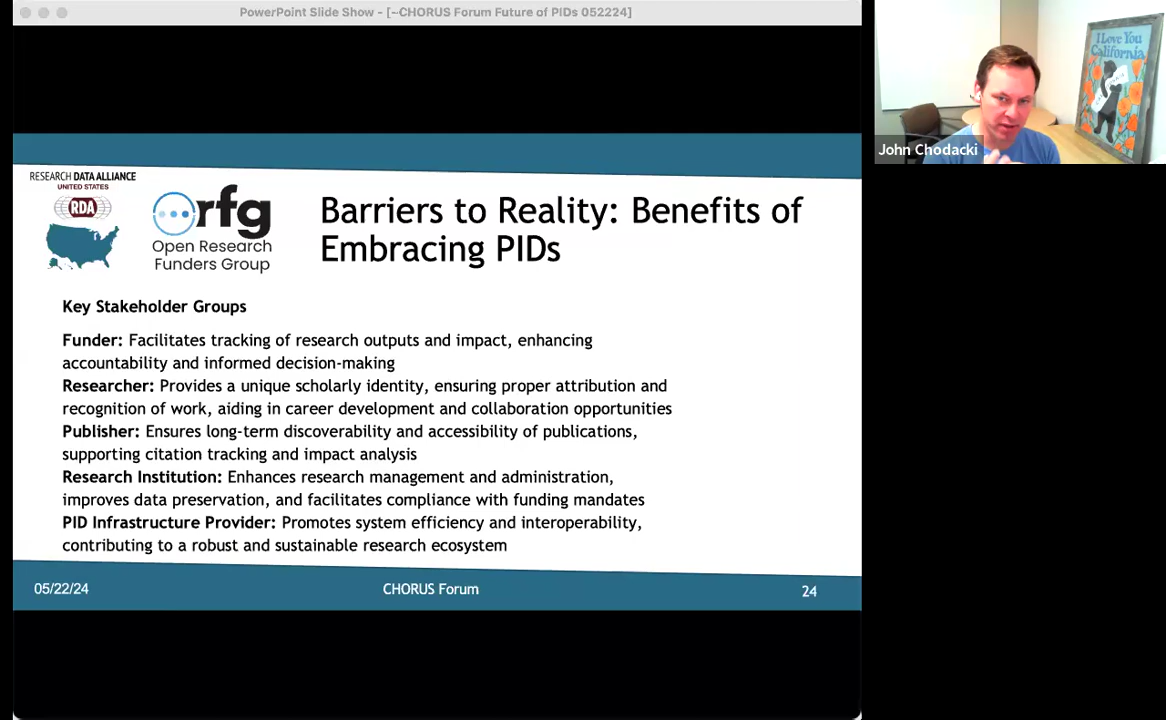 PowerPoint Slide Show - [~CHORUS Forum Future of PIDs 052224]
I Love You
California
John Chodacki
RESEARCH DATA ALLIANCE
UNITED STATES
RDA
orfg
Open Research
Funders Group
Barriers to Reality: Benefits of
Embracing PIDs
Key Stakeholder Groups
Funder: Facilitates tracking of research outputs and impact, enhancing
accountability and informed decision-making
Researcher: Provides a unique scholarly identity, ensuring proper attribution and
recognition of work, aiding in career development and collaboration opportunities
Publisher: Ensures long-term discoverability and accessibility of publications,
supporting citation tracking and impact analysis
Research Institution: Enhances research management and administration,
improves data preservation, and facilitates compliance with funding mandates
PID Infrastructure Provider: Promotes system efficiency and interoperability,
contributing to a robust and sustainable research ecosystem
05/22/24
CHORUS Forum
24